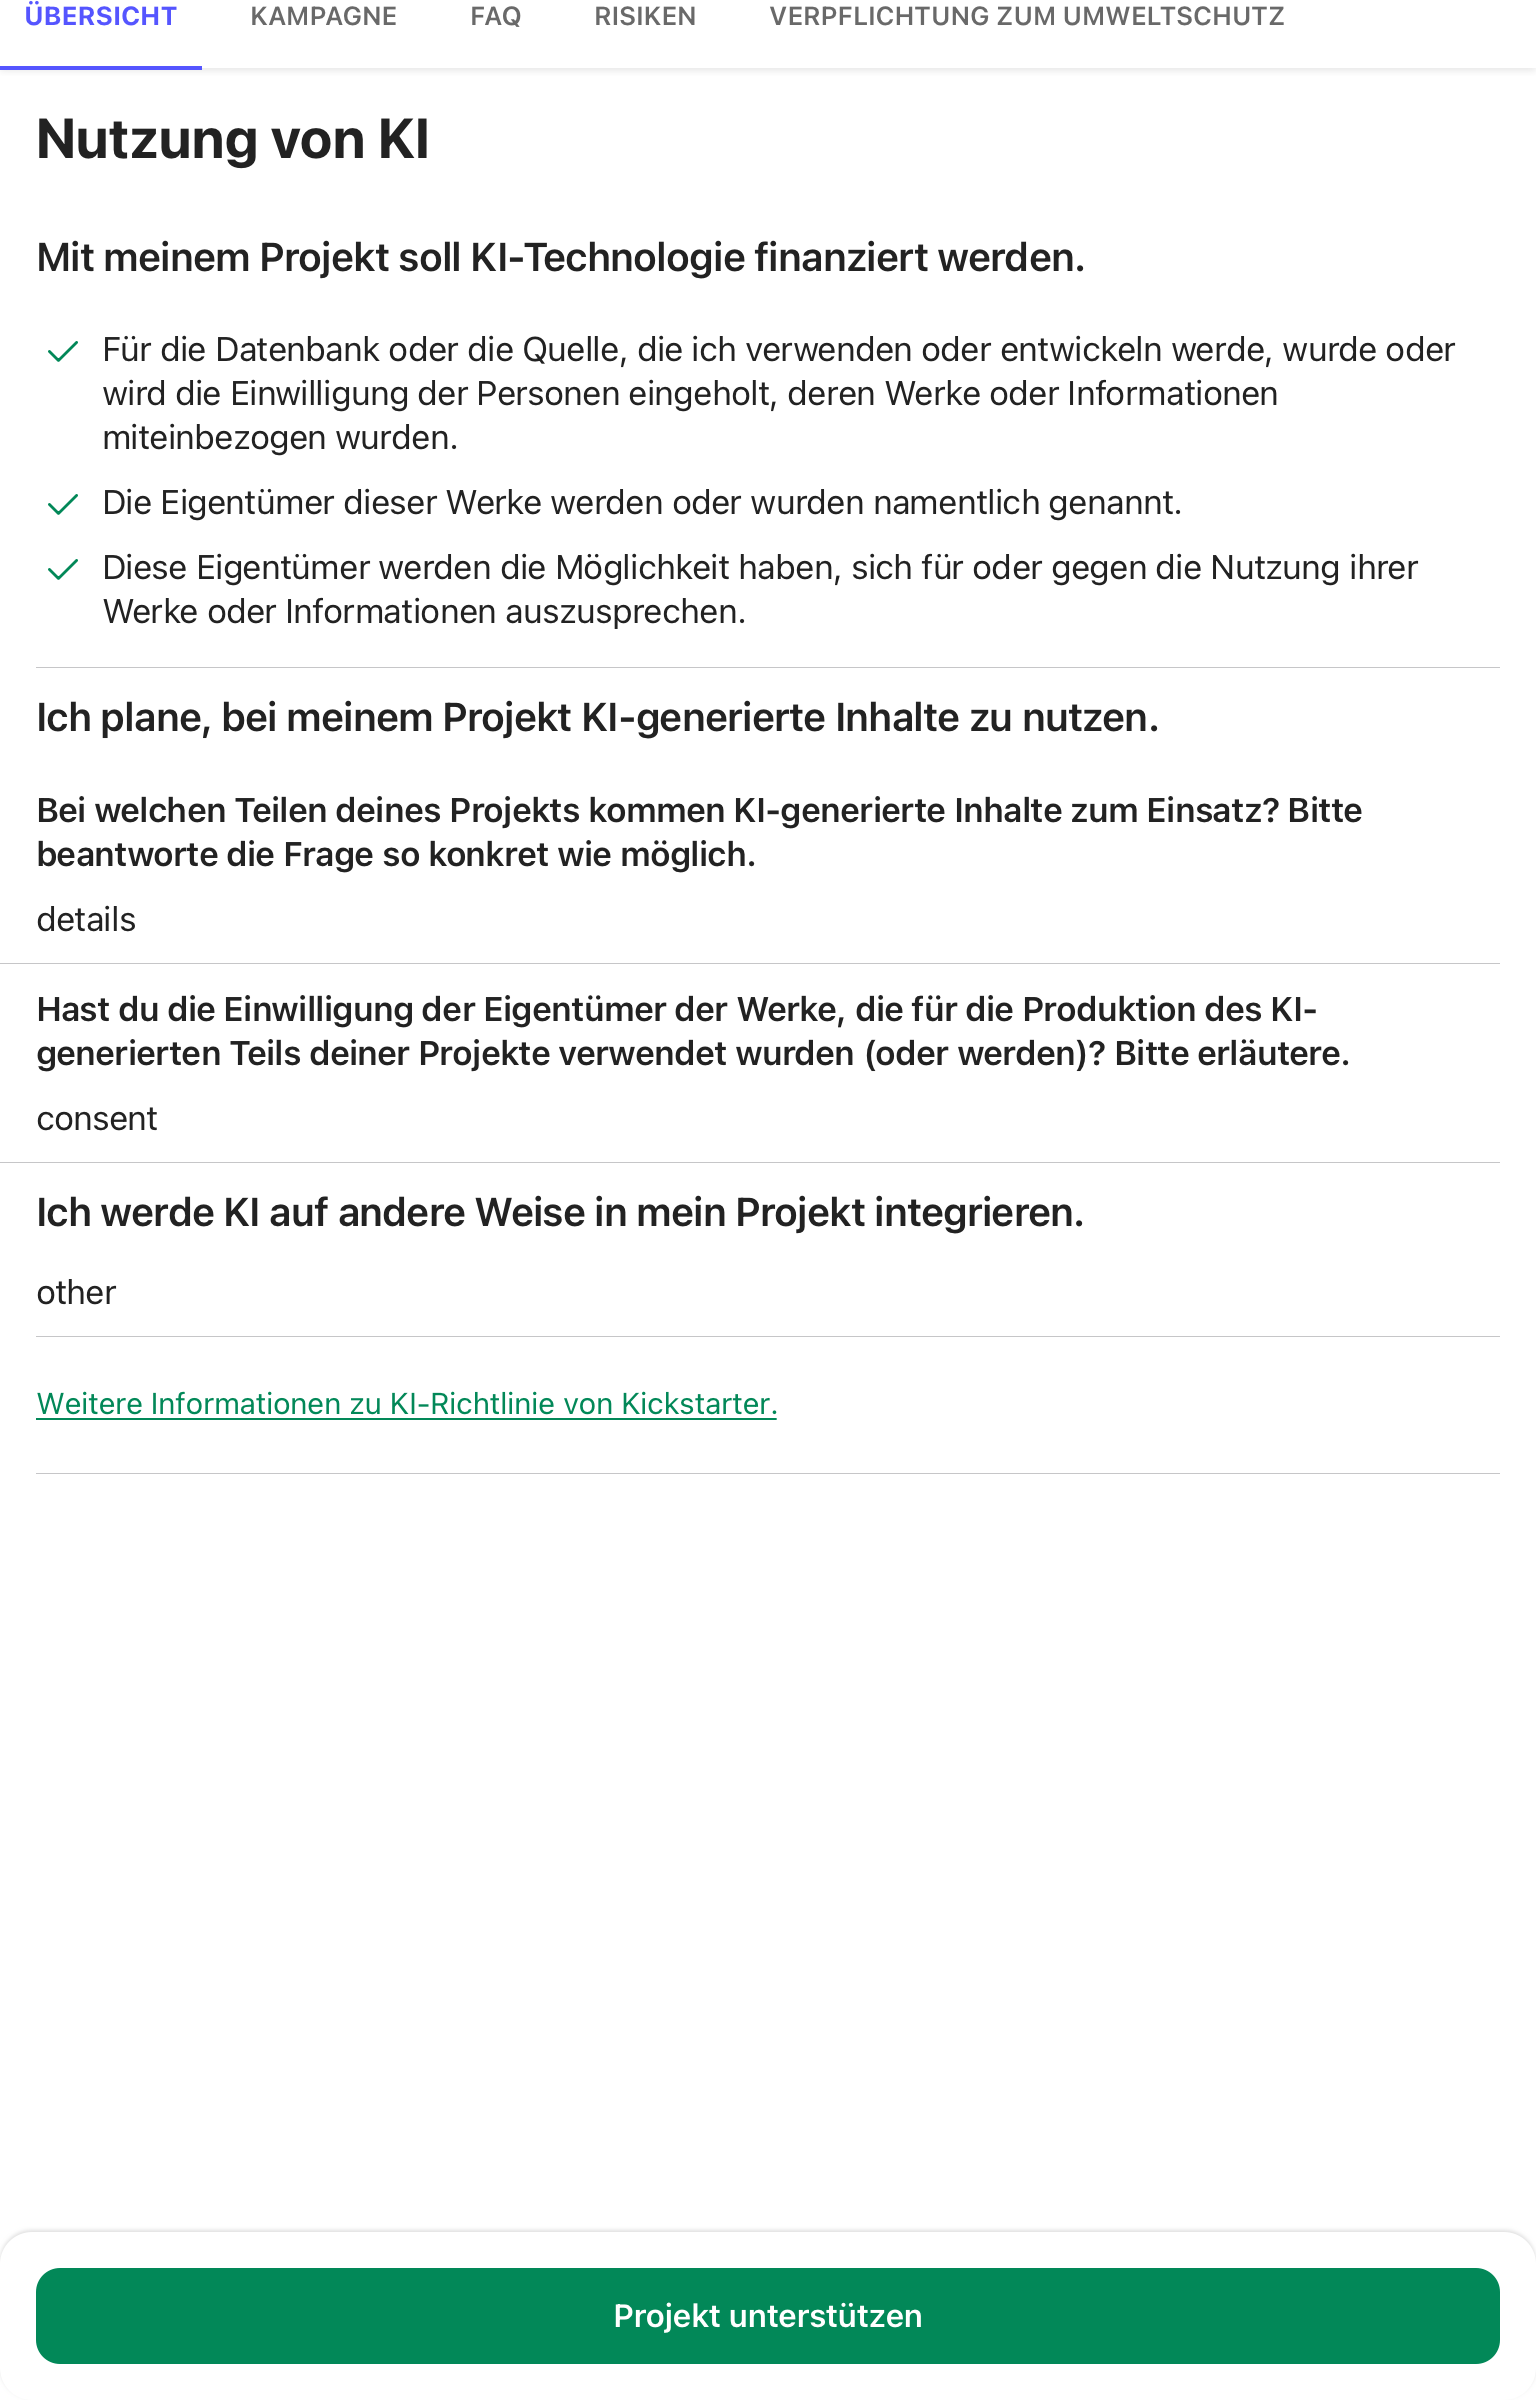 ÜBERSICHT KAMPAGNE FAQ RISIKEN VERPFLICHTUNG ZUM UMWELTSCHUTZ
Nutzung von KI
Mit meinem Projekt soll KI-Technologie finanziert werden.
Für die Datenbank oder die Quelle, die ich verwenden oder entwickeln werde, wurde oder
wird die Einwilligung der Personen eingeholt, deren Werke oder Informationen
miteinbezogen wurden.
Die Eigentümer dieser Werke werden oder wurden namentlich genannt.
Diese Eigentümer werden die Möglichkeit haben, sich für oder gegen die Nutzung ihrer
Werke oder Informationen auszusprechen.
Ich plane, bei meinem Projekt KI-generierte Inhalte zu nutzen.
Bei welchen Teilen deines Projekts kommen KI-generierte Inhalte zum Einsatz? Bitte
beantworte die Frage so konkret wie möglich.
details
Hast du die Einwilligung der Eigentümer der Werke, die für die Produktion des KI-
generierten Teils deiner Projekte verwendet wurden (oder werden)? Bitte erläutere.
consent
Ich werde KI auf andere Weise in mein Projekt integrieren.
other
Weitere Informationen zu KI-Richtlinie von Kickstarter.
Projekt unterstützen